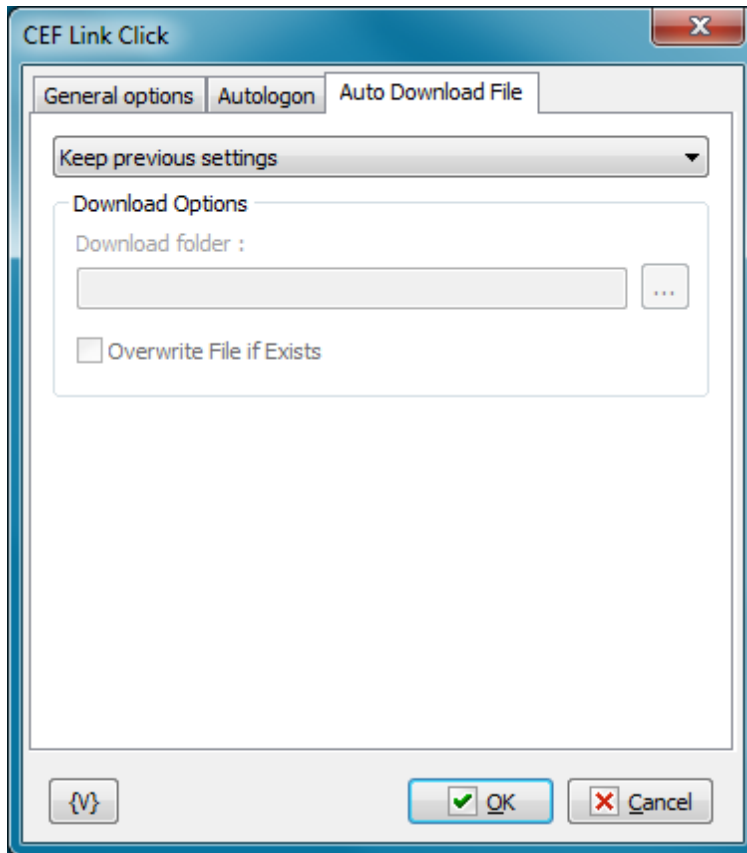 CEF Link Click
General options Autologon Auto Download File
Keep previous settings
Download Options
Download folder :
...
Overwrite File if Exists
{V} OK Cancel